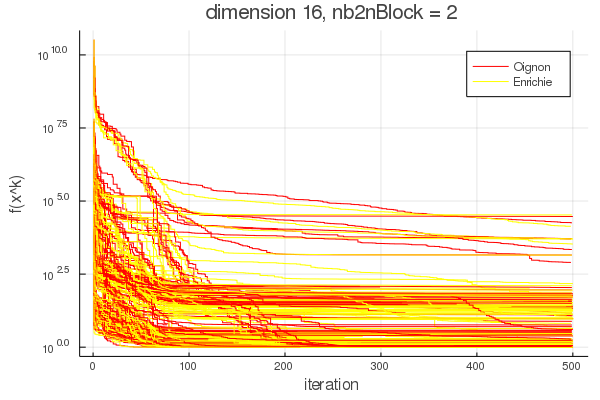 dimension 16, nb2nBlock = 2
f(x^k)
10^10.0
10^7.5
10^5.0
10^2.5
10^0.0
Oignon
Enrichie
0 100 200 300 400 500
iteration